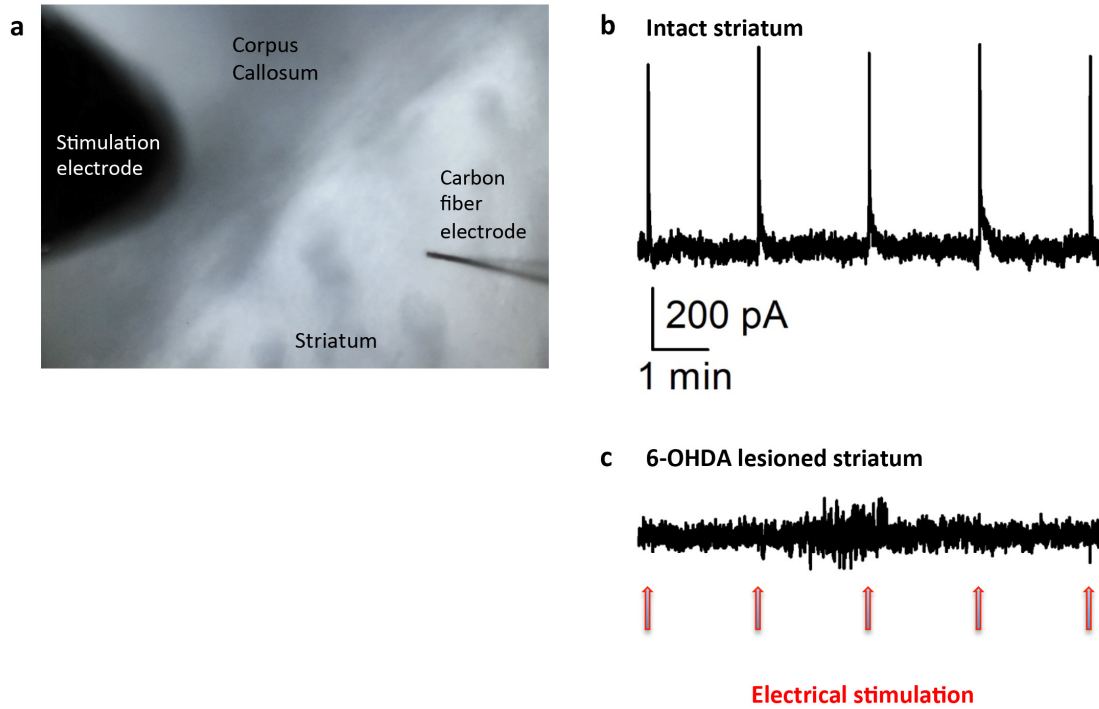 a
Corpus
Callosum
Stimulation
electrode
Carbon
fiber
electrode
Striatum
b Intact striatum
200 pA
1 min
c 6-OHDA lesioned striatum
Electrical stimulation